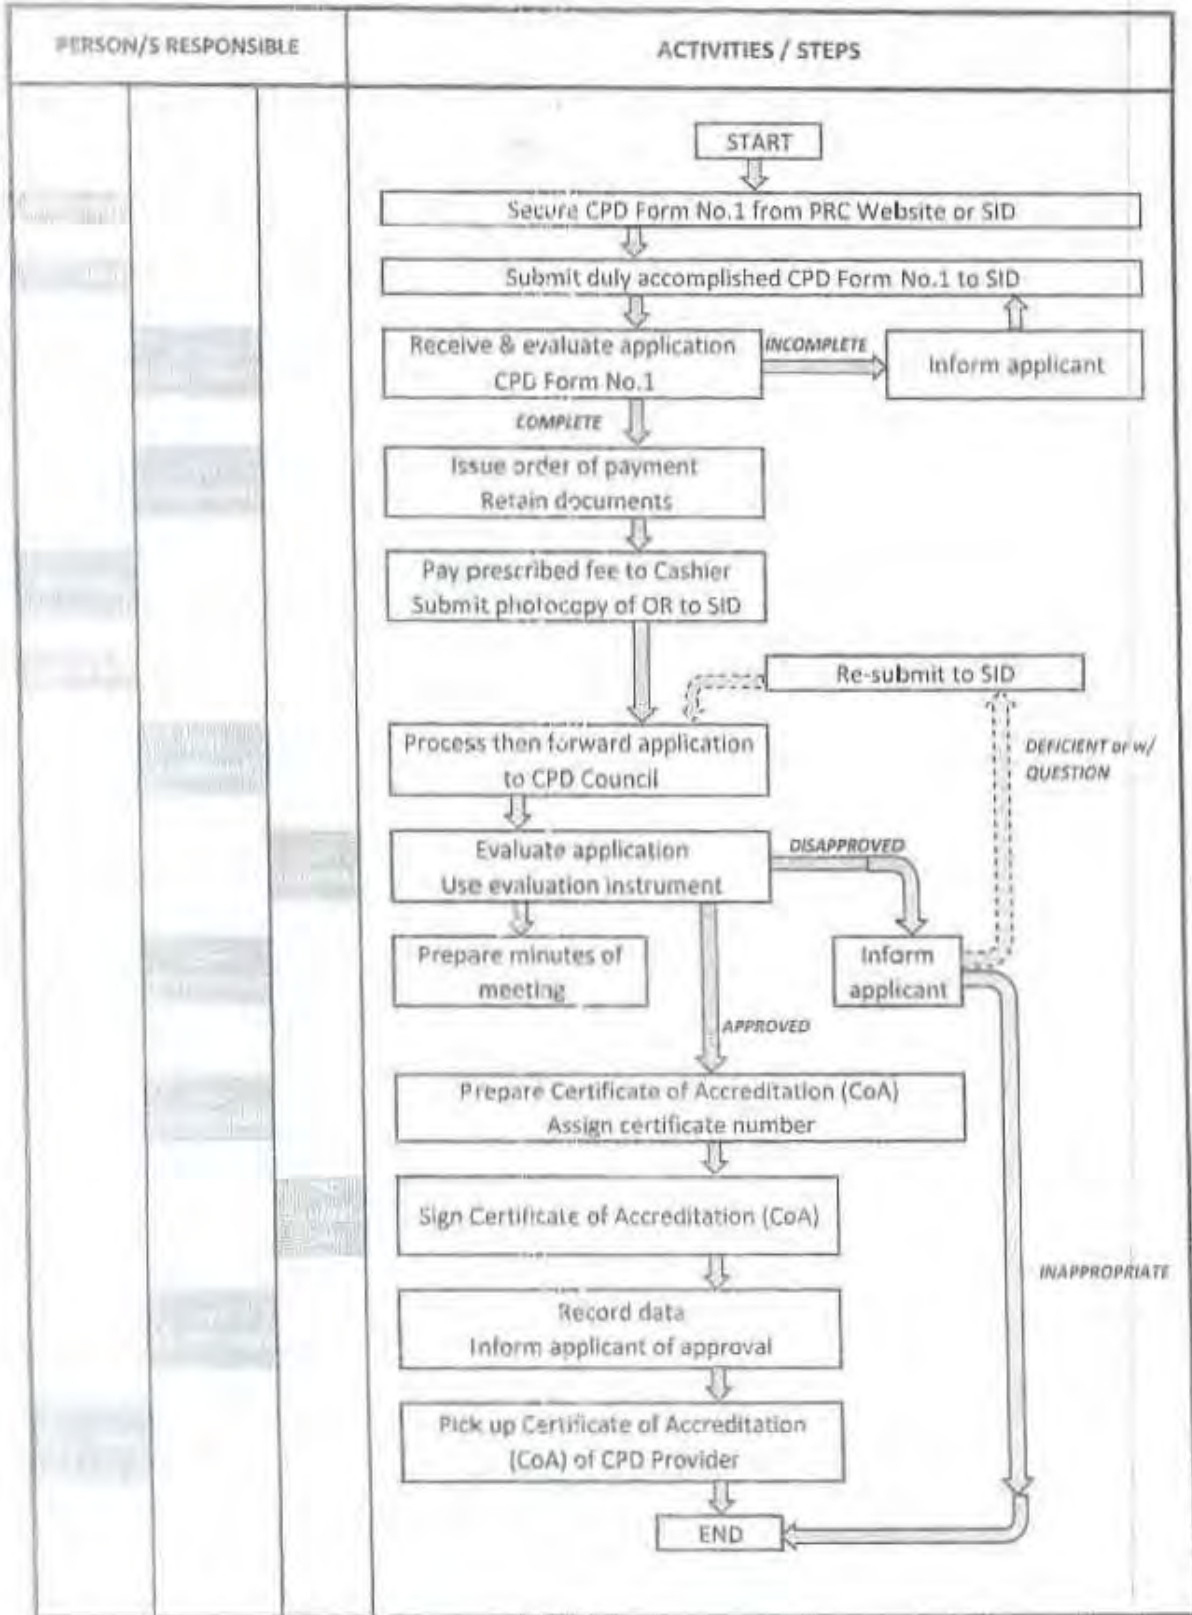 PERSON/S RESPONSIBLE
ACTIVITIES / STEPS
START
Secure CPD Form No.1 from PRC Website or SID
Submit duly accomplished CPD Form No.1 to SID
Receive & evaluate application
CPD Form No.1
INCOMPLETE
Inform applicant
COMPLETE
Issue order of payment
Retain documents
Pay prescribed fee to Cashier
Submit photocopy of OR to SID
Re-submit to SID
Process then forward application
to CPD Council
DEFICIENT or w/
QUESTION
Evaluate application
Use evaluation instrument
DISAPPROVED
Prepare minutes of
meeting
Inform
applicant
APPROVED
Prepare Certificate of Accreditation (CoA)
Assign certificate number
Sign Certificate of Accreditation (CoA)
INAPPROPRIATE
Record data
Inform applicant of approval
Pick up Certificate of Accreditation
(CoA) of CPD Provider
END